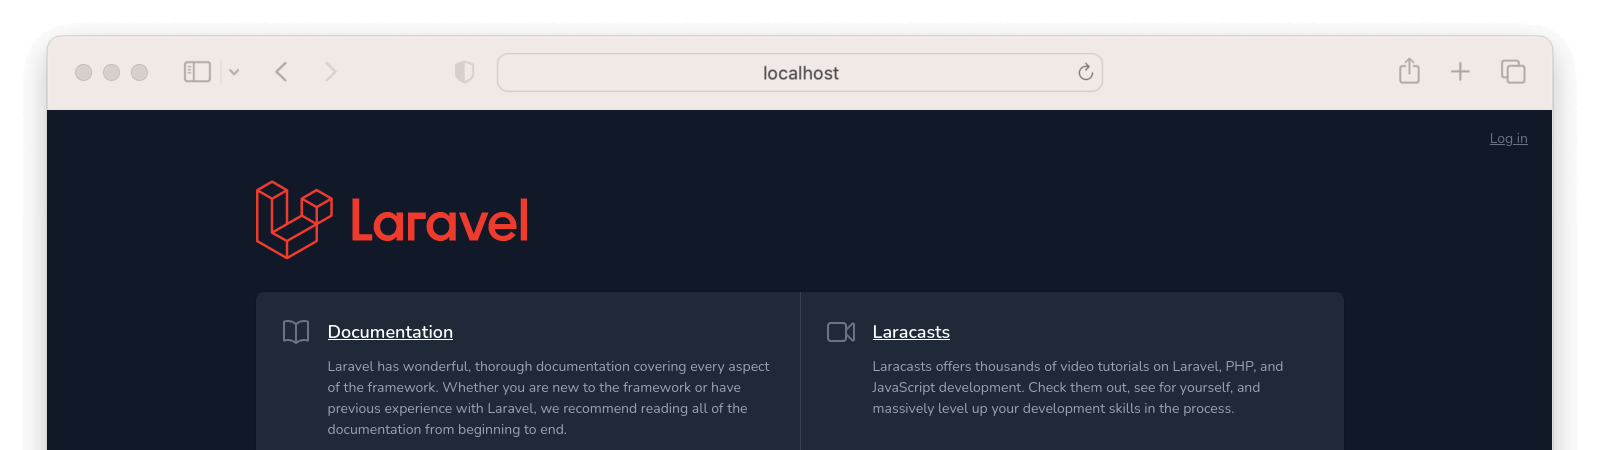 localhost
Log in
Laravel
Documentation
Laravel has wonderful, thorough documentation covering every aspect
of the framework. Whether you are new to the framework or have
previous experience with Laravel, we recommend reading all of the
documentation from beginning to end.
Laracasts
Laracasts offers thousands of video tutorials on Laravel, PHP, and
JavaScript development. Check them out, see for yourself, and
massively level up your development skills in the process.